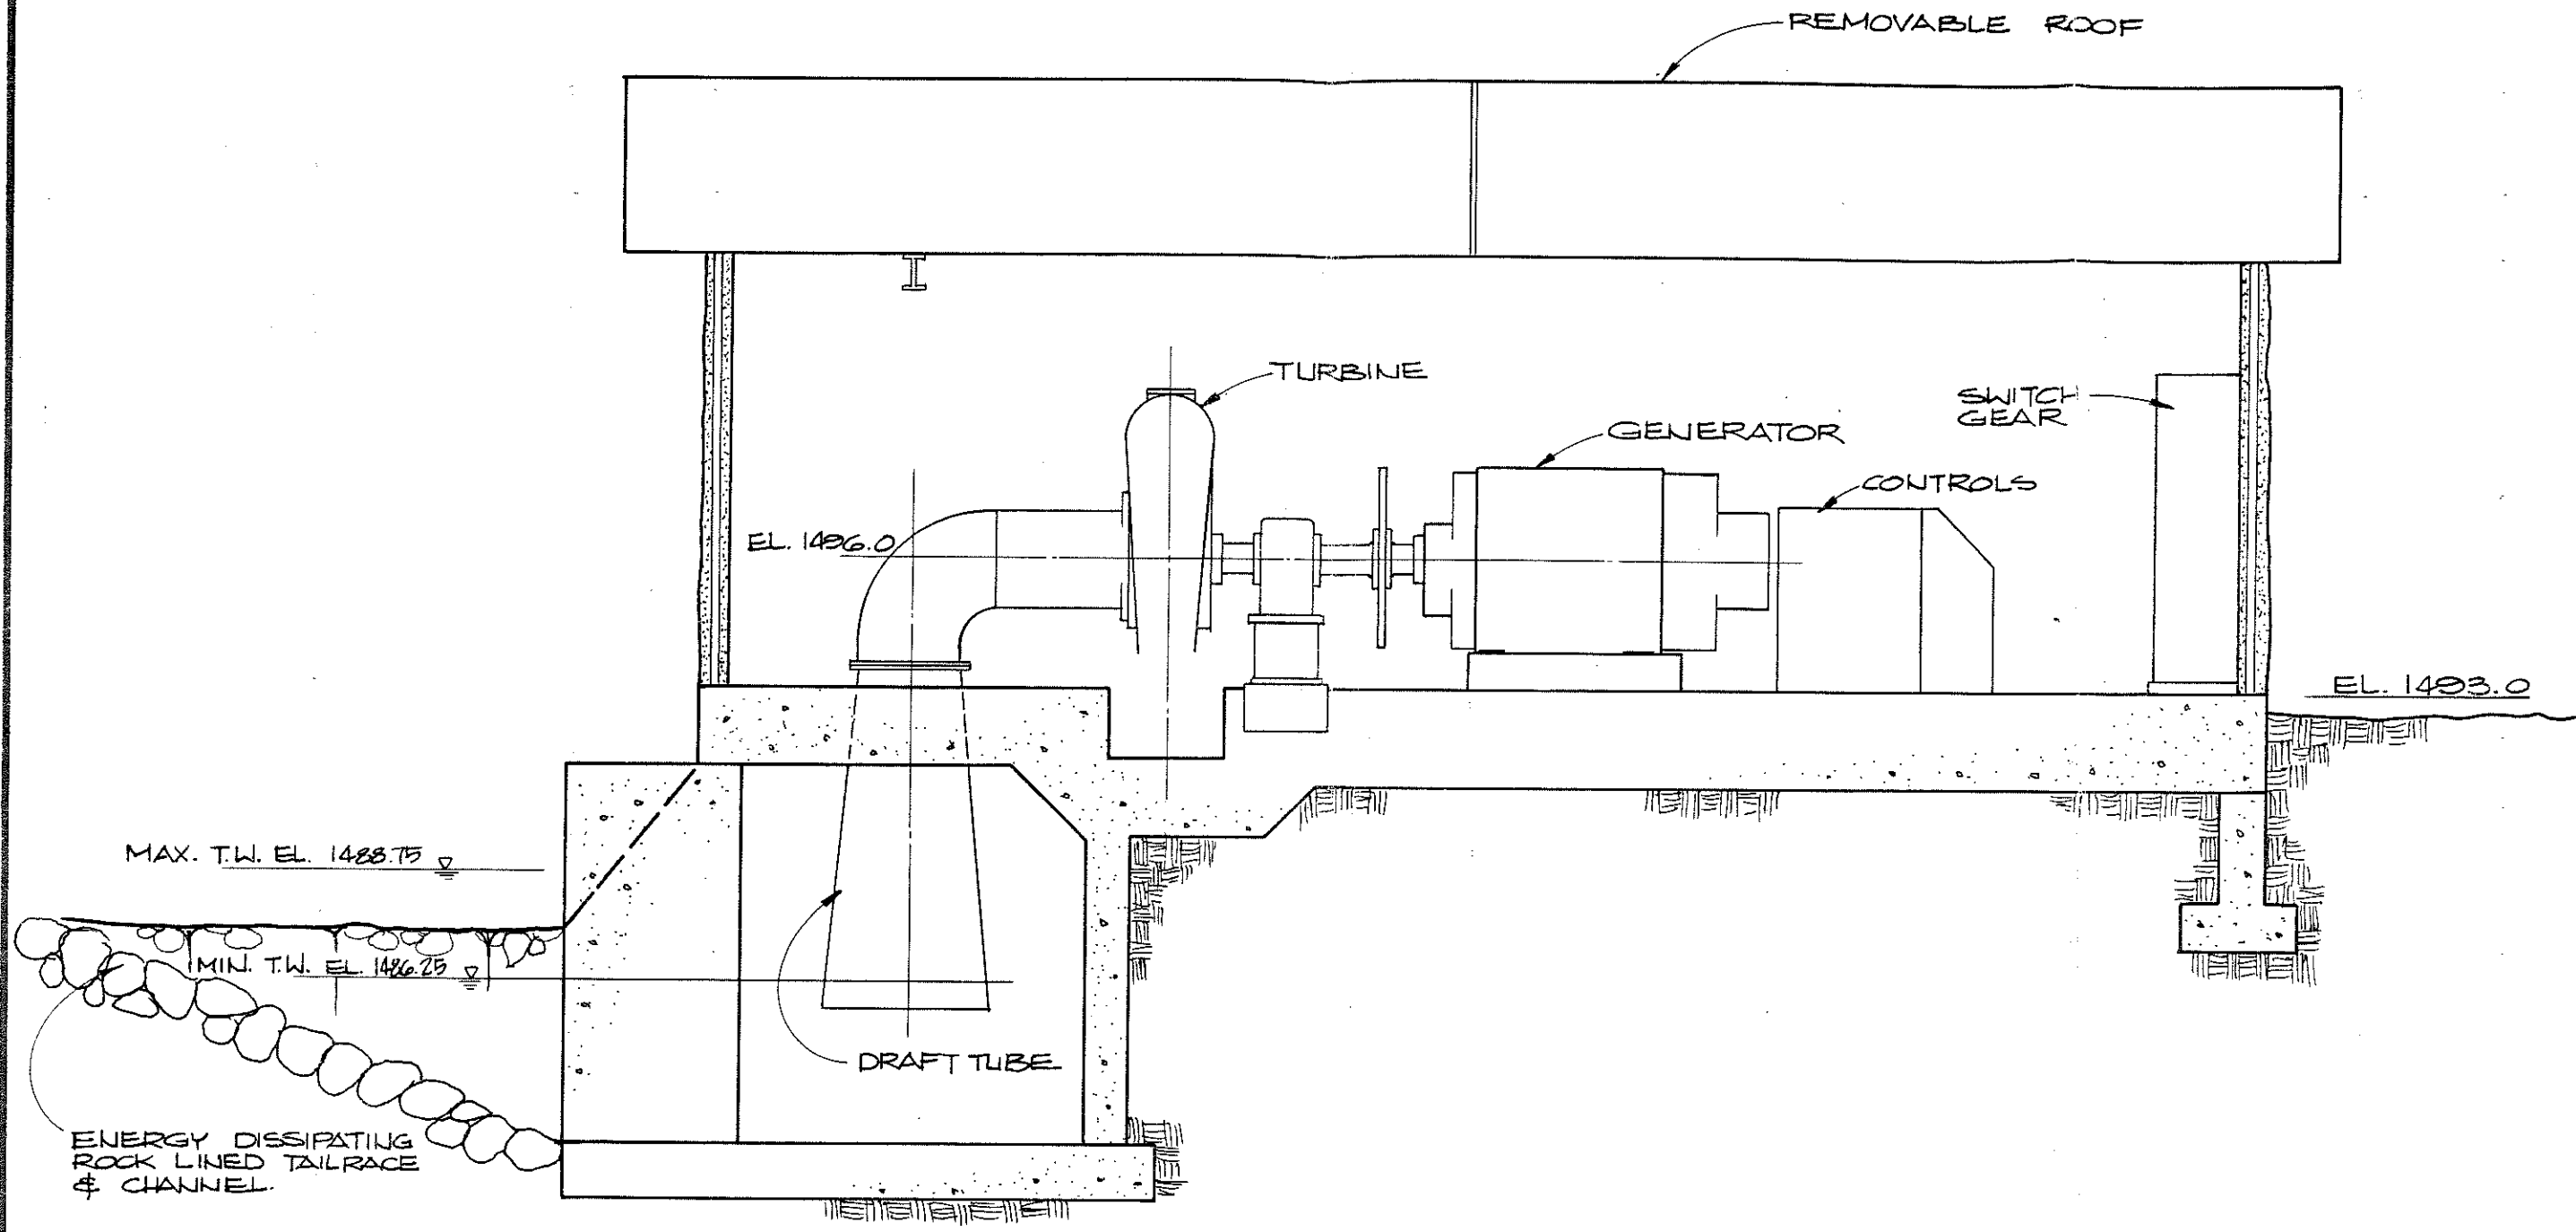 REMOVABLE ROOF
TURBINE
SWITCH
GEAR
GENERATOR
CONTROLS
EL. 1496.0
EL. 1493.0
MAX. T.W. EL. 1488.75
MIN. T.W. EL. 1486.25
DRAFT TUBE
ENERGY DISSIPATING
ROCK LINED TAILRACE
& CHANNEL.